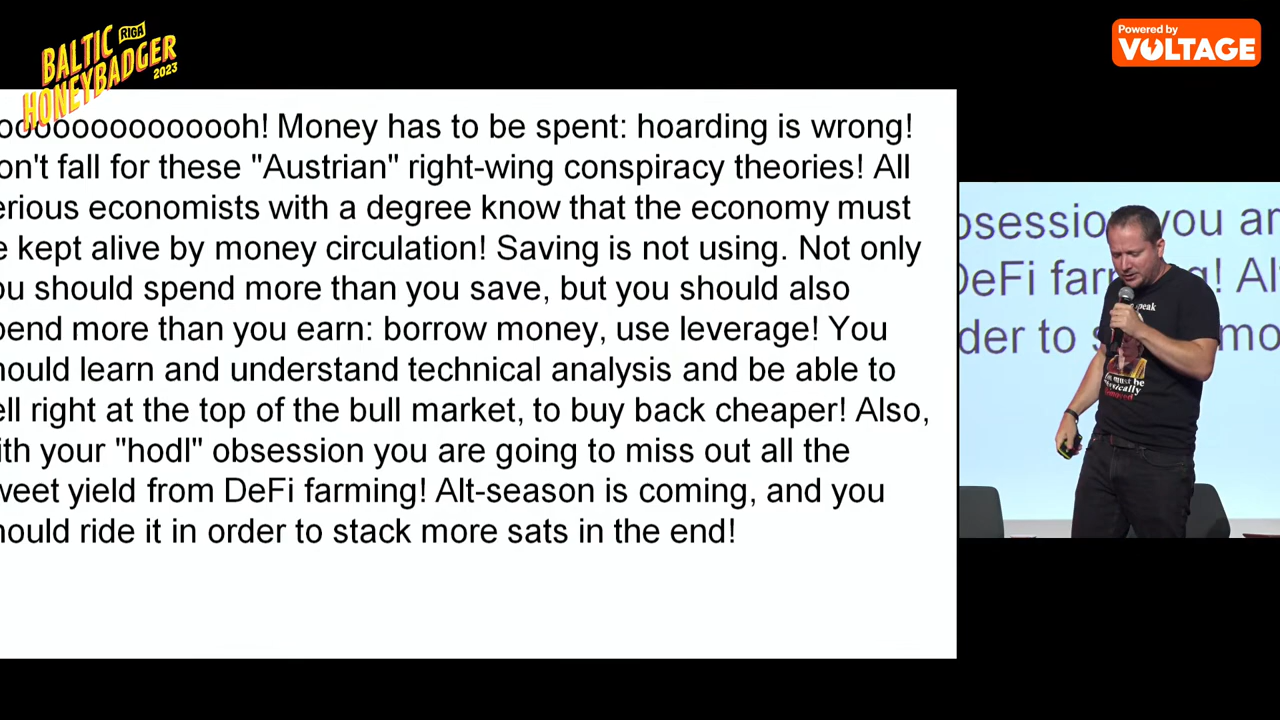 BALTIC
RIGA
HONEYBADGER
2023
Powered by
VOLTAGE
oooooooooooooh! Money has to be spent: hoarding is wrong!
on't fall for these "Austrian" right-wing conspiracy theories! All
erious economists with a degree know that the economy must
e kept alive by money circulation! Saving is not using. Not only
ou should spend more than you save, but you should also
pend more than you earn: borrow money, use leverage! You
hould learn and understand technical analysis and be able to
ell right at the top of the bull market, to buy back cheaper! Also,
ith your "hodl" obsession you are going to miss out all the
weet yield from DeFi farming! Alt-season is coming, and you
hould ride it in order to stack more sats in the end!
osession you ar
DeFi far g! Al
der to s mo
speak
must be